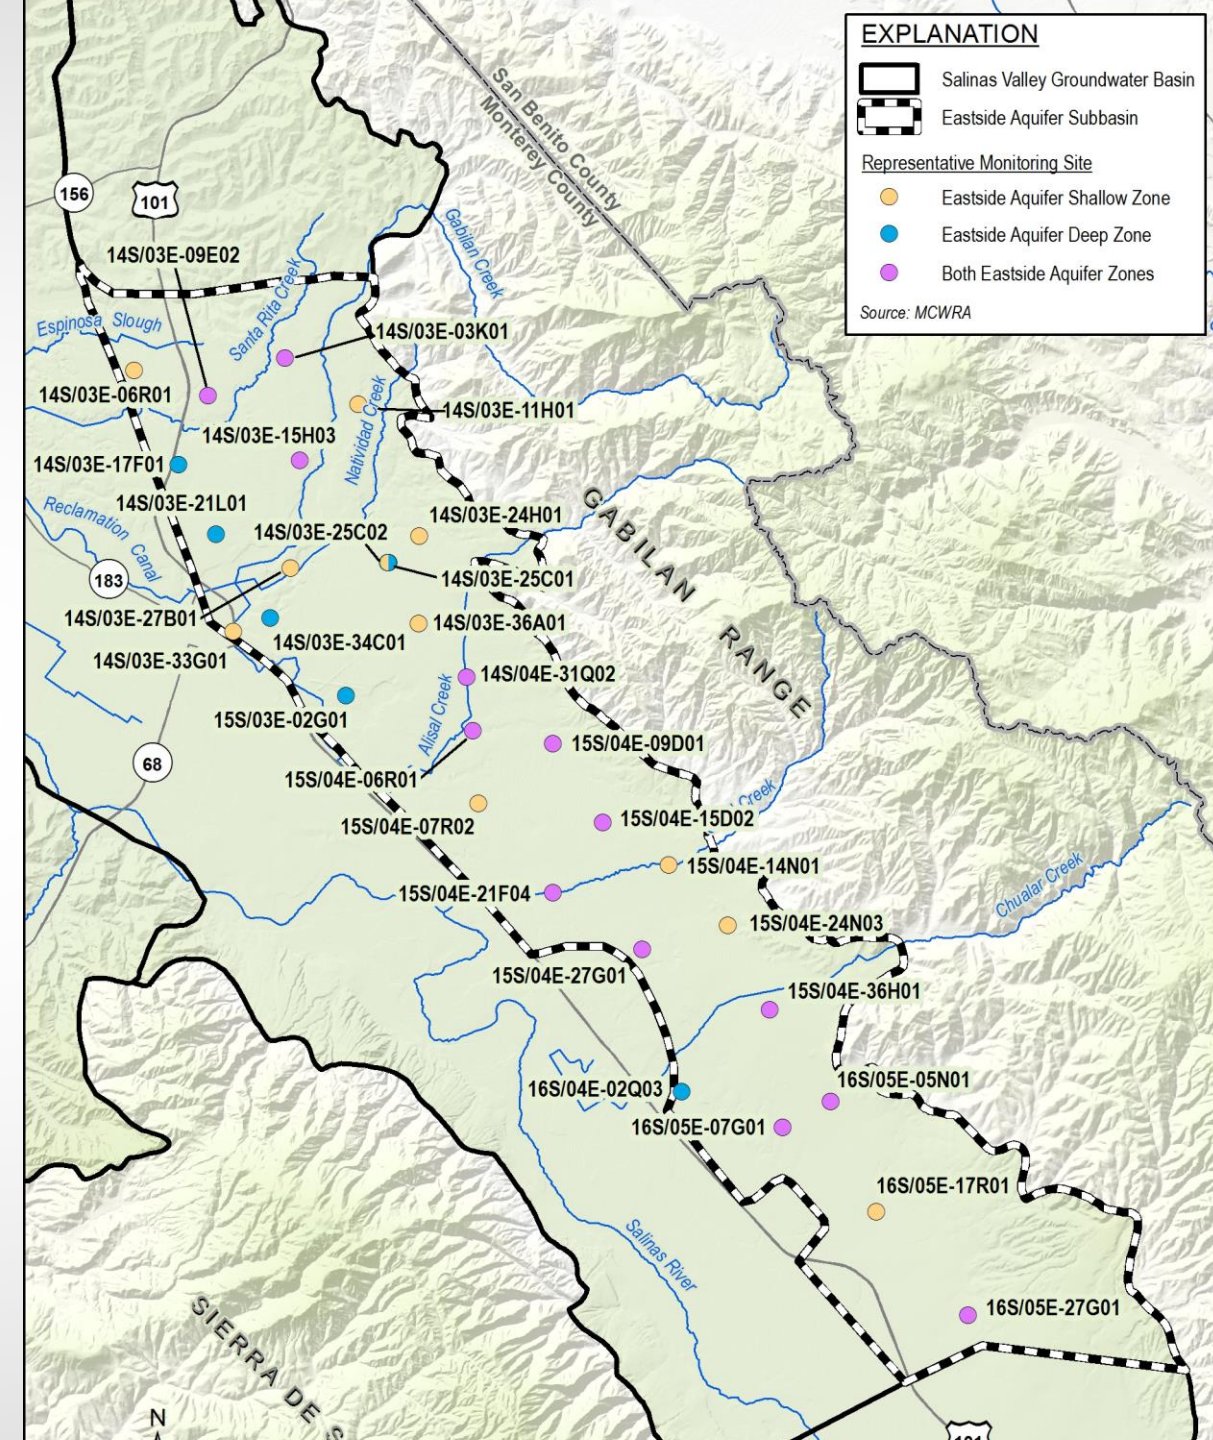 EXPLANATION
Salinas Valley Groundwater Basin
Eastside Aquifer Subbasin
Representative Monitoring Site
Eastside Aquifer Shallow Zone
Eastside Aquifer Deep Zone
Both Eastside Aquifer Zones
Source: MCWRA
San Benito County
Monterey County
156
101
14S/03E-09E02
Gabilan Creek
Santa Rita Creek
Espinosa Slough
14S/03E-03K01
14S/03E-06R01
14S/03E-11H01
Natividad Creek
14S/03E-15H03
14S/03E-17F01
14S/03E-21L01
Reclamation Canal
14S/03E-24H01
14S/03E-25C02
14S/03E-25C01
183
14S/03E-27B01
14S/03E-36A01
14S/03E-34C01
14S/03E-33G01
GABILAN RANGE
14S/04E-31Q02
15S/03E-02G01
Alisal Creek
15S/04E-09D01
68
15S/04E-06R01
Creek
15S/04E-15D02
15S/04E-07R02
15S/04E-14N01
Chualar Creek
15S/04E-21F04
15S/04E-24N03
15S/04E-27G01
15S/04E-36H01
16S/05E-05N01
16S/04E-02Q03
16S/05E-07G01
16S/05E-17R01
Salinas River
16S/05E-27G01
SIERRA DE S
N
101